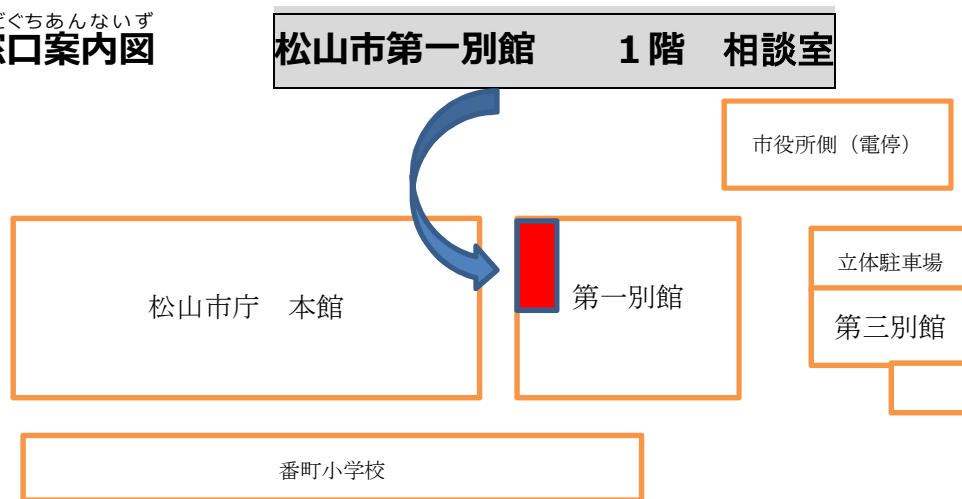 どぐちあんないず
窓口案内図
松山市第一別館　　１階　相談室
市役所側（電停）
立体駐車場
松山市庁　本館
第一別館
第三別館
番町小学校